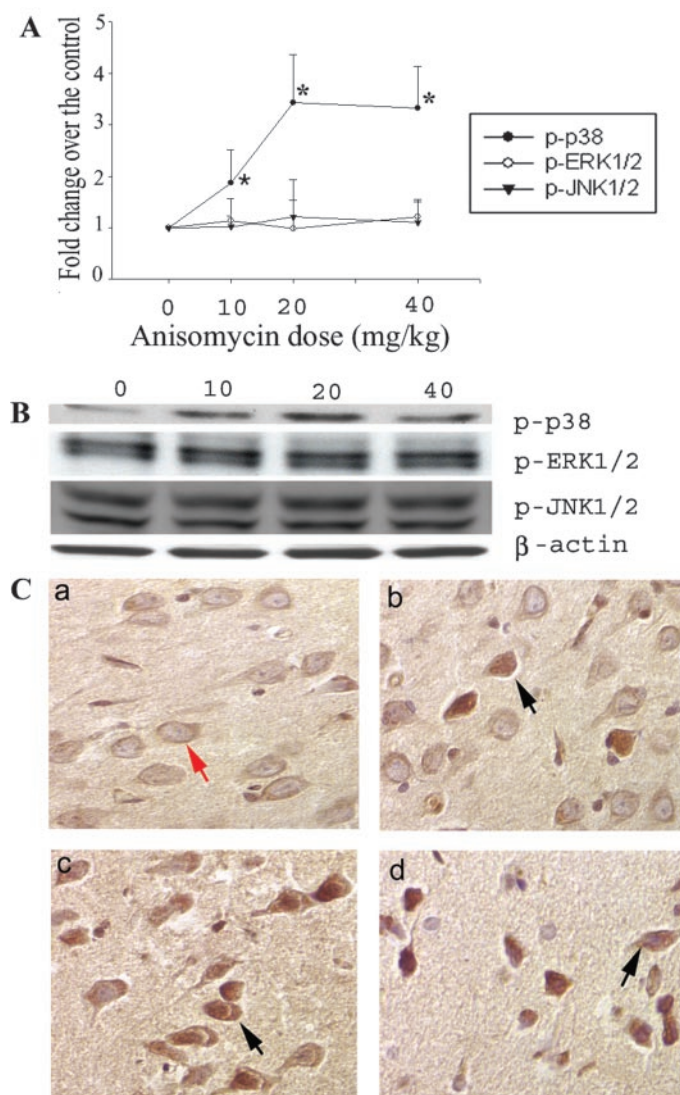 A
Fold change over the control
5
4
3
2
1
0
0 10 20 40
Anisomycin dose (mg/kg)
p-p38
p-ERK1/2
p-JNK1/2
*
*
*
B
0 10 20 40
p-p38
p-ERK1/2
p-JNK1/2
β-actin
C
a
b
c
d